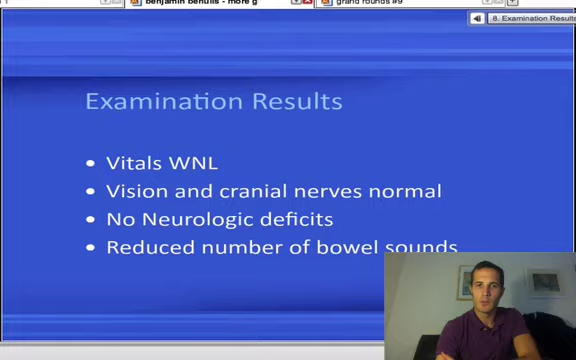 benjamin benulis - more g
grand rounds #9
8. Examination Results
Examination Results
• Vitals WNL
• Vision and cranial nerves normal
• No Neurologic deficits
• Reduced number of bowel sounds